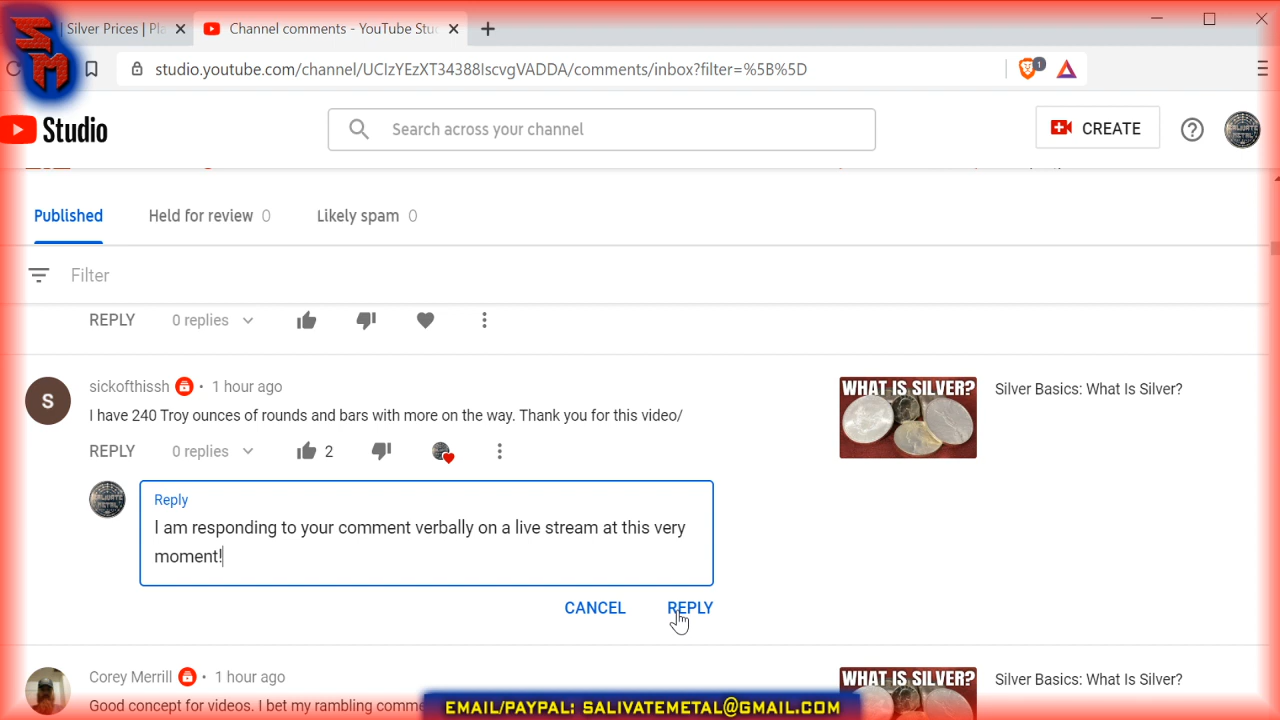 SM
| Silver Prices | Pla
Channel comments - YouTube Stu
studio.youtube.com/channel/UCIzYEzXT34388IscvgVADDA/comments/inbox?filter=%5B%5D
1
Studio
Search across your channel
CREATE
Published
Held for review 0
Likely spam 0
Filter
REPLY
0 replies
S
sickofthissh • 1 hour ago
I have 240 Troy ounces of rounds and bars with more on the way. Thank you for this video/
REPLY
0 replies
2
WHAT IS SILVER?
Silver Basics: What Is Silver?
SALIVATE
METAL
Reply
I am responding to your comment verbally on a live stream at this very
moment!
CANCEL
REPLY
Corey Merrill • 1 hour ago
Good concept for videos. I bet my rambling comme
WHAT IS SILVER?
Silver Basics: What Is Silver?
EMAIL/PAYPAL: SALIVATEMETAL@GMAIL.COM